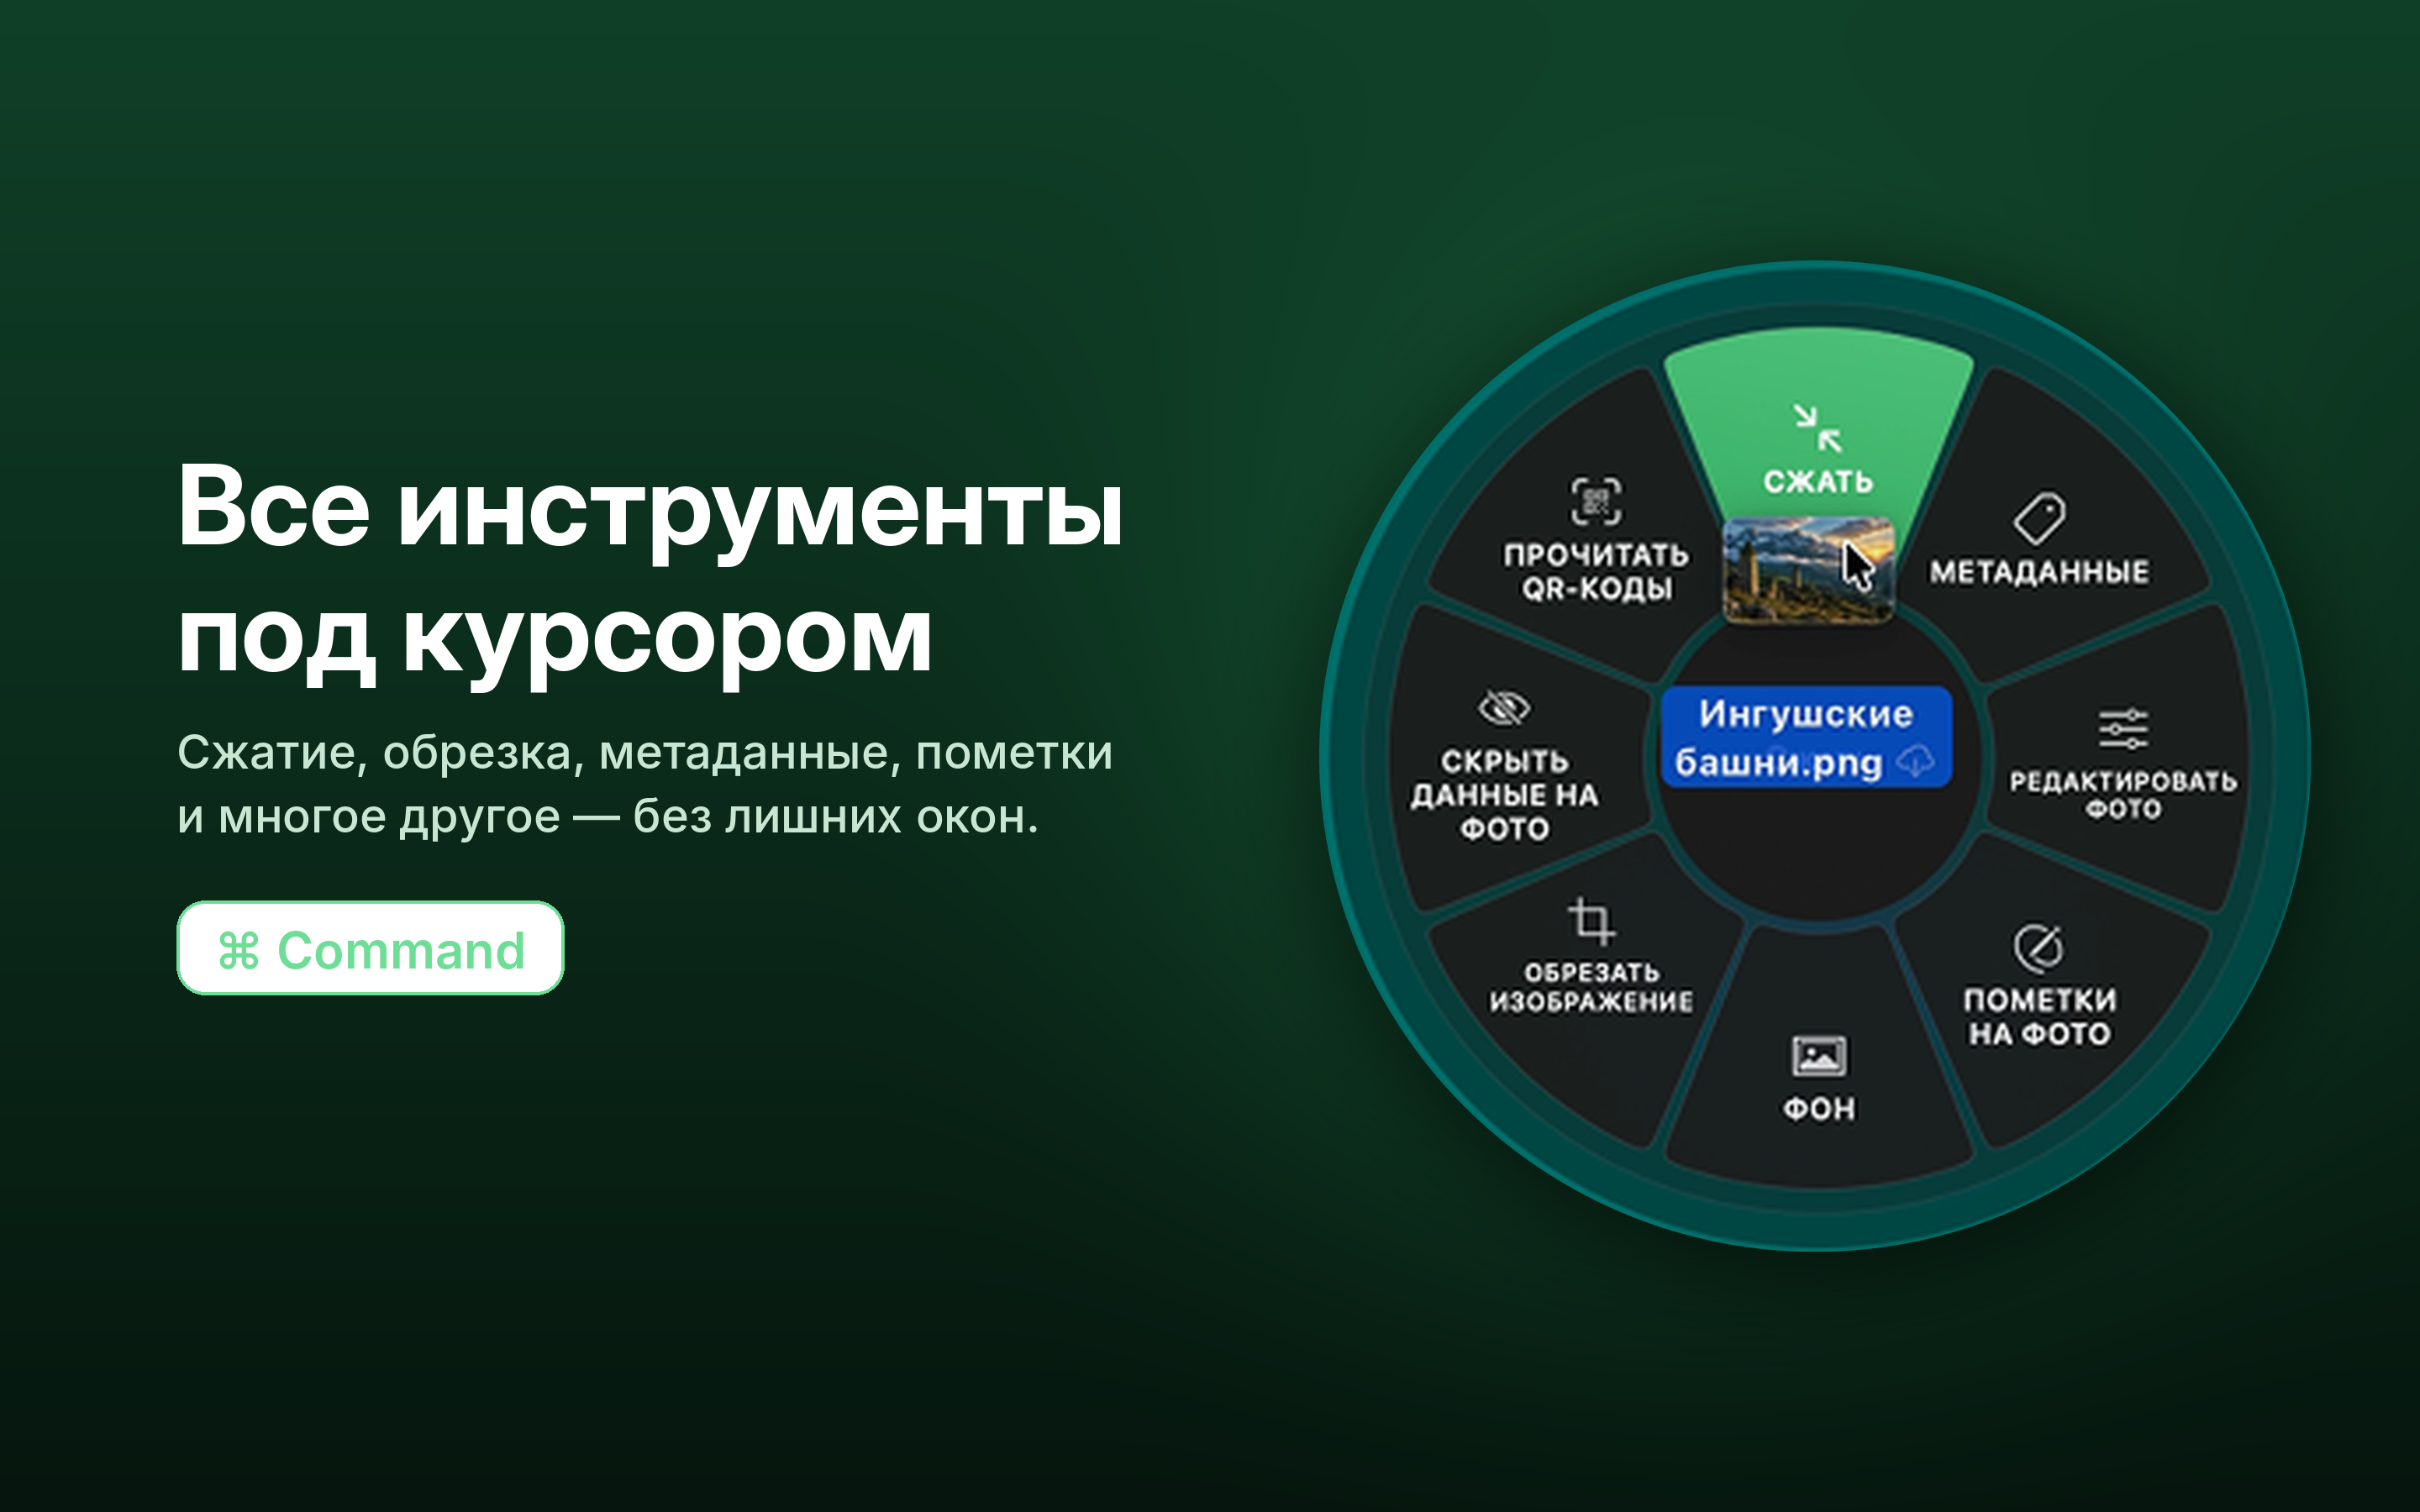 Все инструменты
под курсором
Сжатие, обрезка, метаданные, пометки
и многое другое — без лишних окон.
⌘ Command
СЖАТЬ
МЕТАДАННЫЕ
РЕДАКТИРОВАТЬ
ФОТО
ПОМЕТКИ
НА ФОТО
ФОН
ОБРЕЗАТЬ
ИЗОБРАЖЕНИЕ
СКРЫТЬ
ДАННЫЕ НА
ФОТО
ПРОЧИТАТЬ
QR-КОДЫ
Ингушские
башни.png